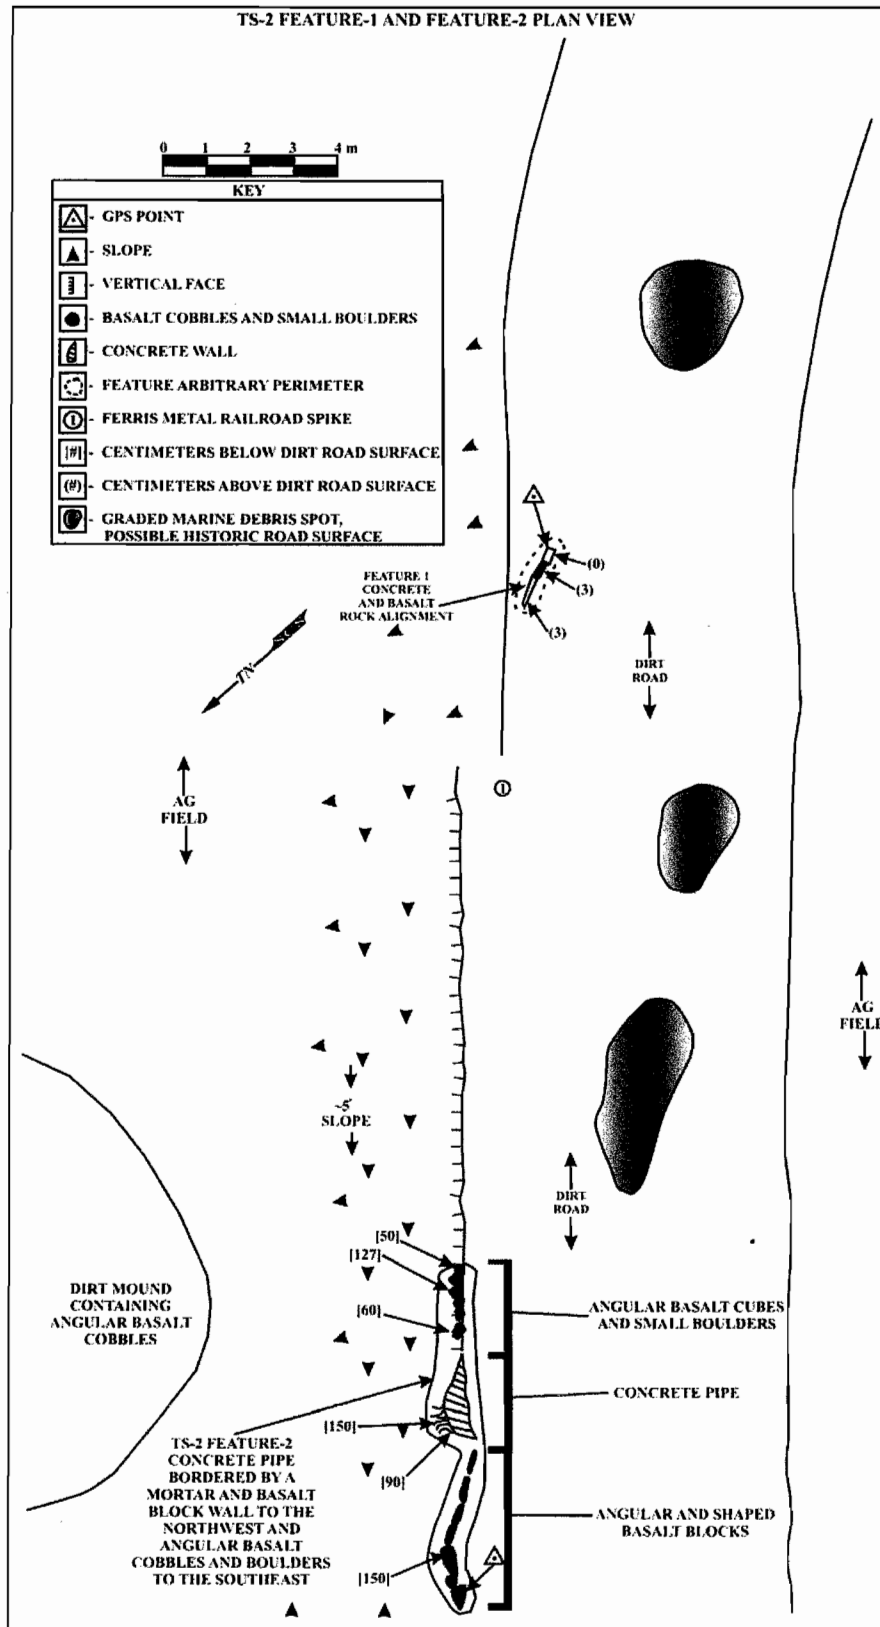 TS-2 FEATURE-1 AND FEATURE-2 PLAN VIEW
0 1 2 3 4 m
KEY
- GPS POINT
- SLOPE
- VERTICAL FACE
- BASALT COBBLES AND SMALL BOULDERS
- CONCRETE WALL
- FEATURE ARBITRARY PERIMETER
- FERRIS METAL RAILROAD SPIKE
[#] - CENTIMETERS BELOW DIRT ROAD SURFACE
(#) - CENTIMETERS ABOVE DIRT ROAD SURFACE
- GRADED MARINE DEBRIS SPOT,
POSSIBLE HISTORIC ROAD SURFACE
(0)
(3)
(3)
FEATURE 1
CONCRETE
AND BASALT
ROCK ALIGNMENT
SCS
TN
DIRT
ROAD
AG
FIELD
AG
FIELD
~5°
SLOPE
DIRT
ROAD
[50]
[127]
[60]
[150]
[90]
[150]
DIRT MOUND
CONTAINING
ANGULAR BASALT
COBBLES
ANGULAR BASALT CUBES
AND SMALL BOULDERS
CONCRETE PIPE
ANGULAR AND SHAPED
BASALT BLOCKS
TS-2 FEATURE-2
CONCRETE PIPE
BORDERED BY A
MORTAR AND BASALT
BLOCK WALL TO THE
NORTHWEST AND
ANGULAR BASALT
COBBLES AND BOULDERS
TO THE SOUTHEAST